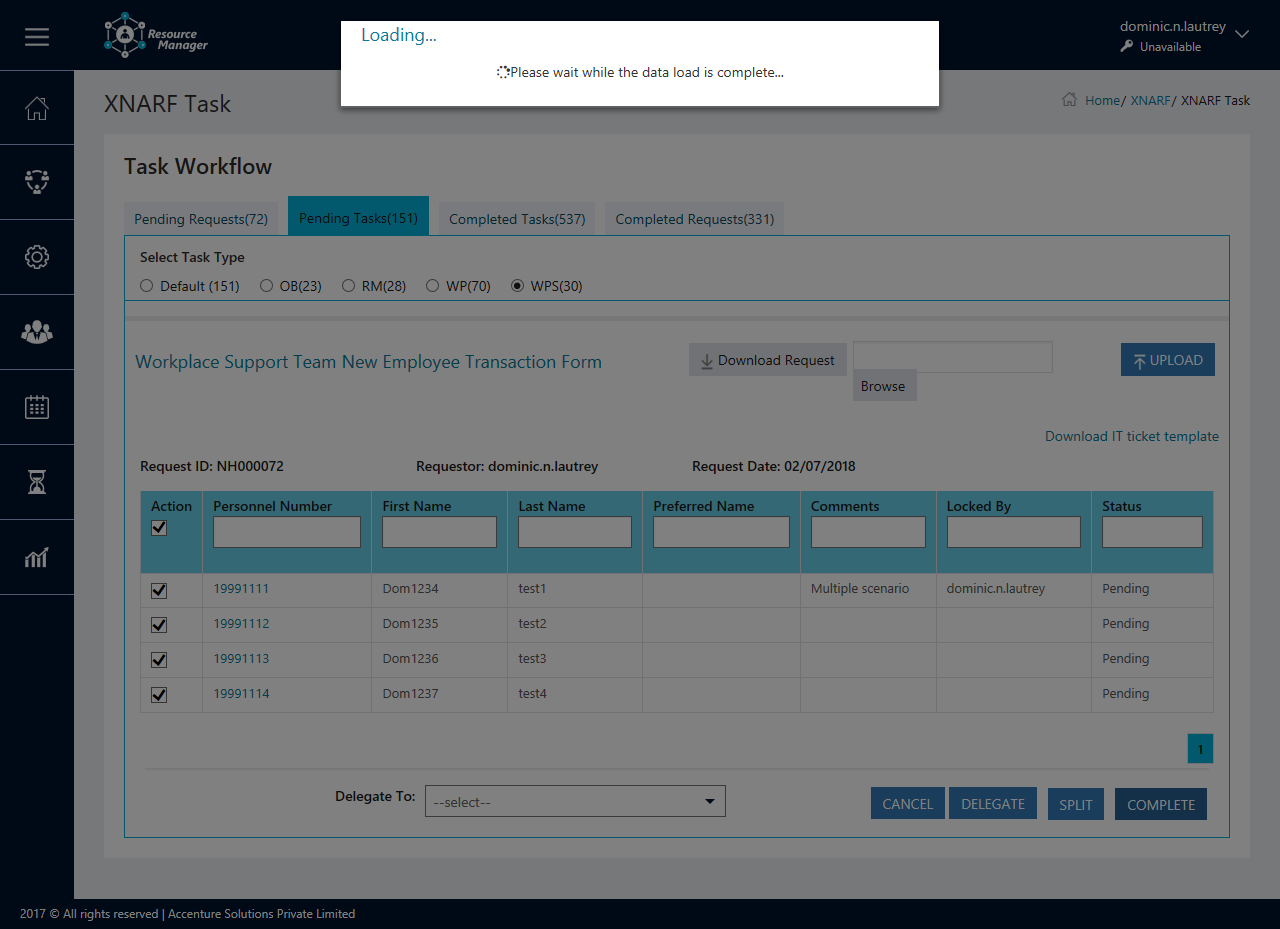 Resource
Manager
Loading...
Please wait while the data load is complete...
dominic.n.lautrey
Unavailable
XNARF Task
Home/ XNARF/ XNARF Task
Task Workflow
Pending Requests(72) Pending Tasks(151) Completed Tasks(537) Completed Requests(331)
Select Task Type
Default (151) OB(23) RM(28) WP(70) WPS(30)
Workplace Support Team New Employee Transaction Form Download Request UPLOAD
Browse
Download IT ticket template
Request ID: NH000072 Requestor: dominic.n.lautrey Request Date: 02/07/2018
Action Personnel Number First Name Last Name Preferred Name Comments Locked By Status
19991111 Dom1234 test1 Multiple scenario dominic.n.lautrey Pending
19991112 Dom1235 test2 Pending
19991113 Dom1236 test3 Pending
19991114 Dom1237 test4 Pending
1
Delegate To: --select-- CANCEL DELEGATE SPLIT COMPLETE
2017 © All rights reserved | Accenture Solutions Private Limited